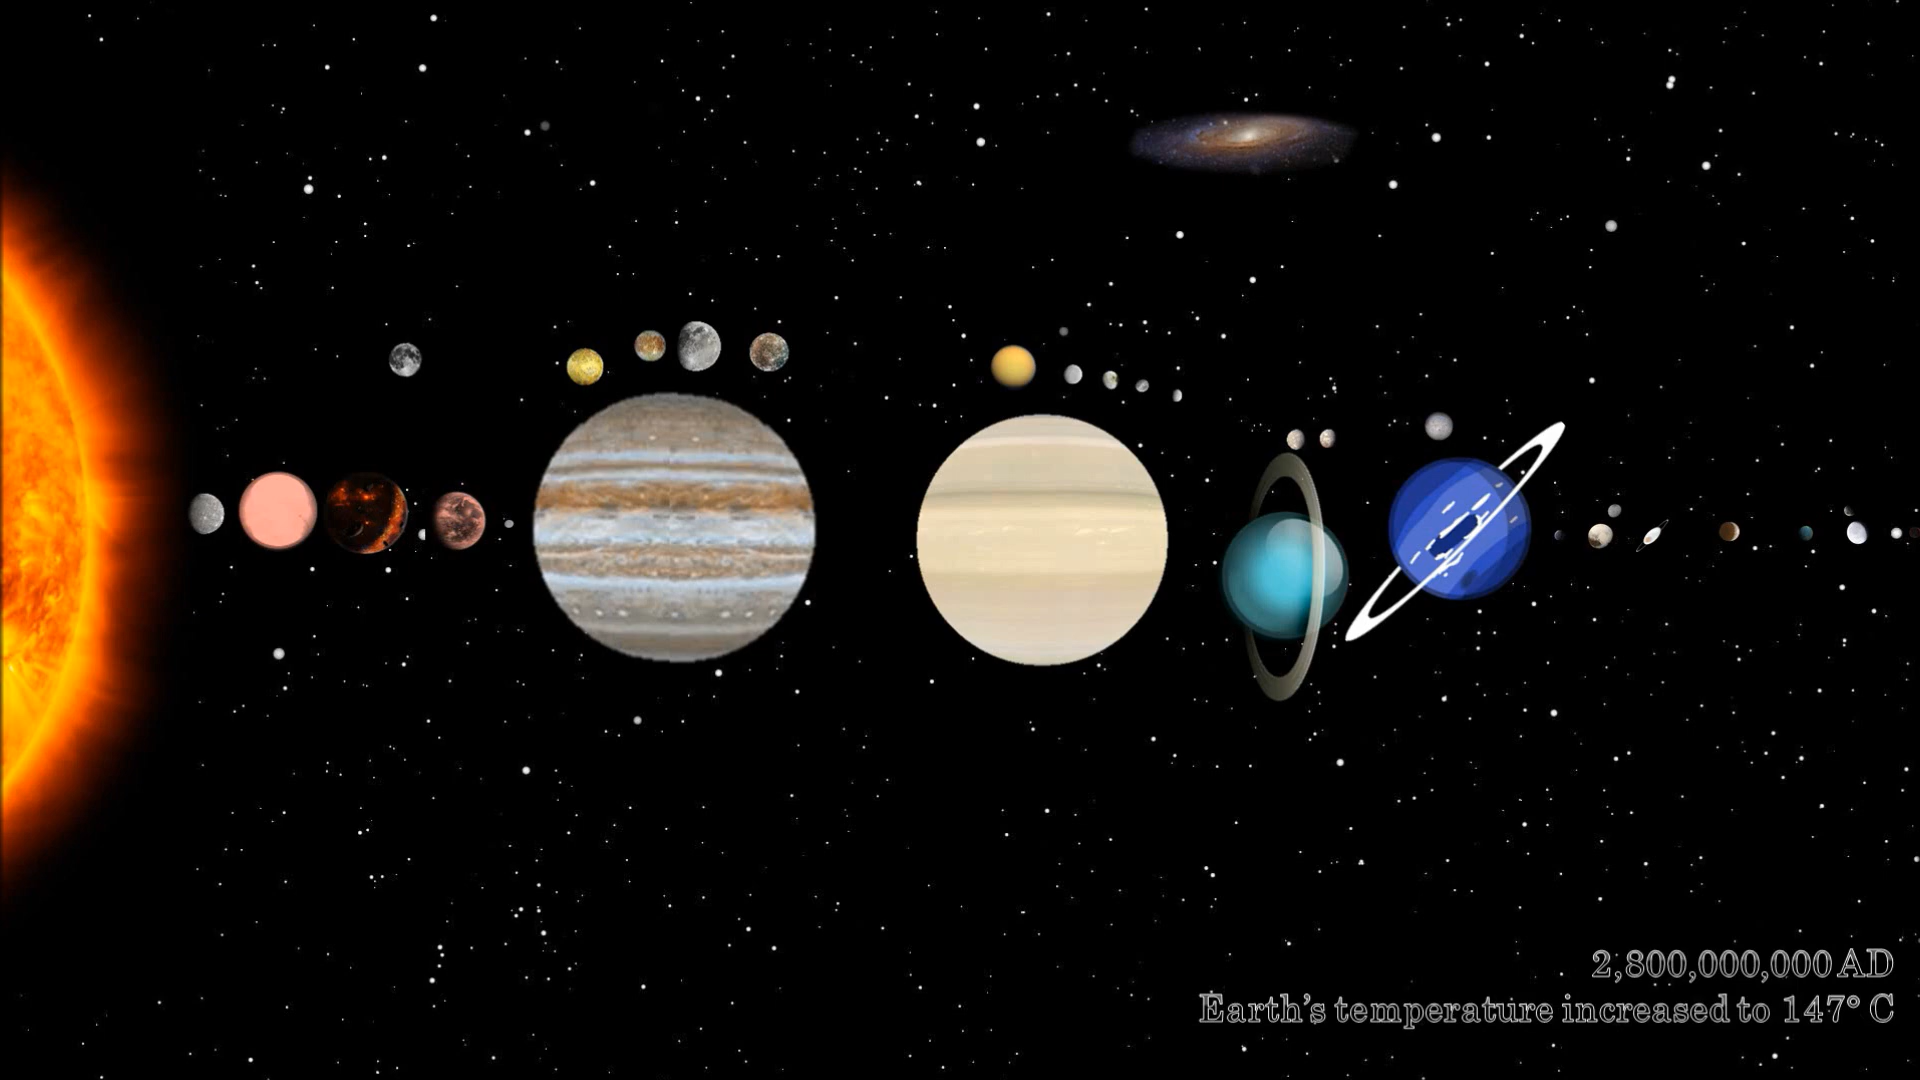 2,800,000,000 AD
Earth's temperature increased to 147° C